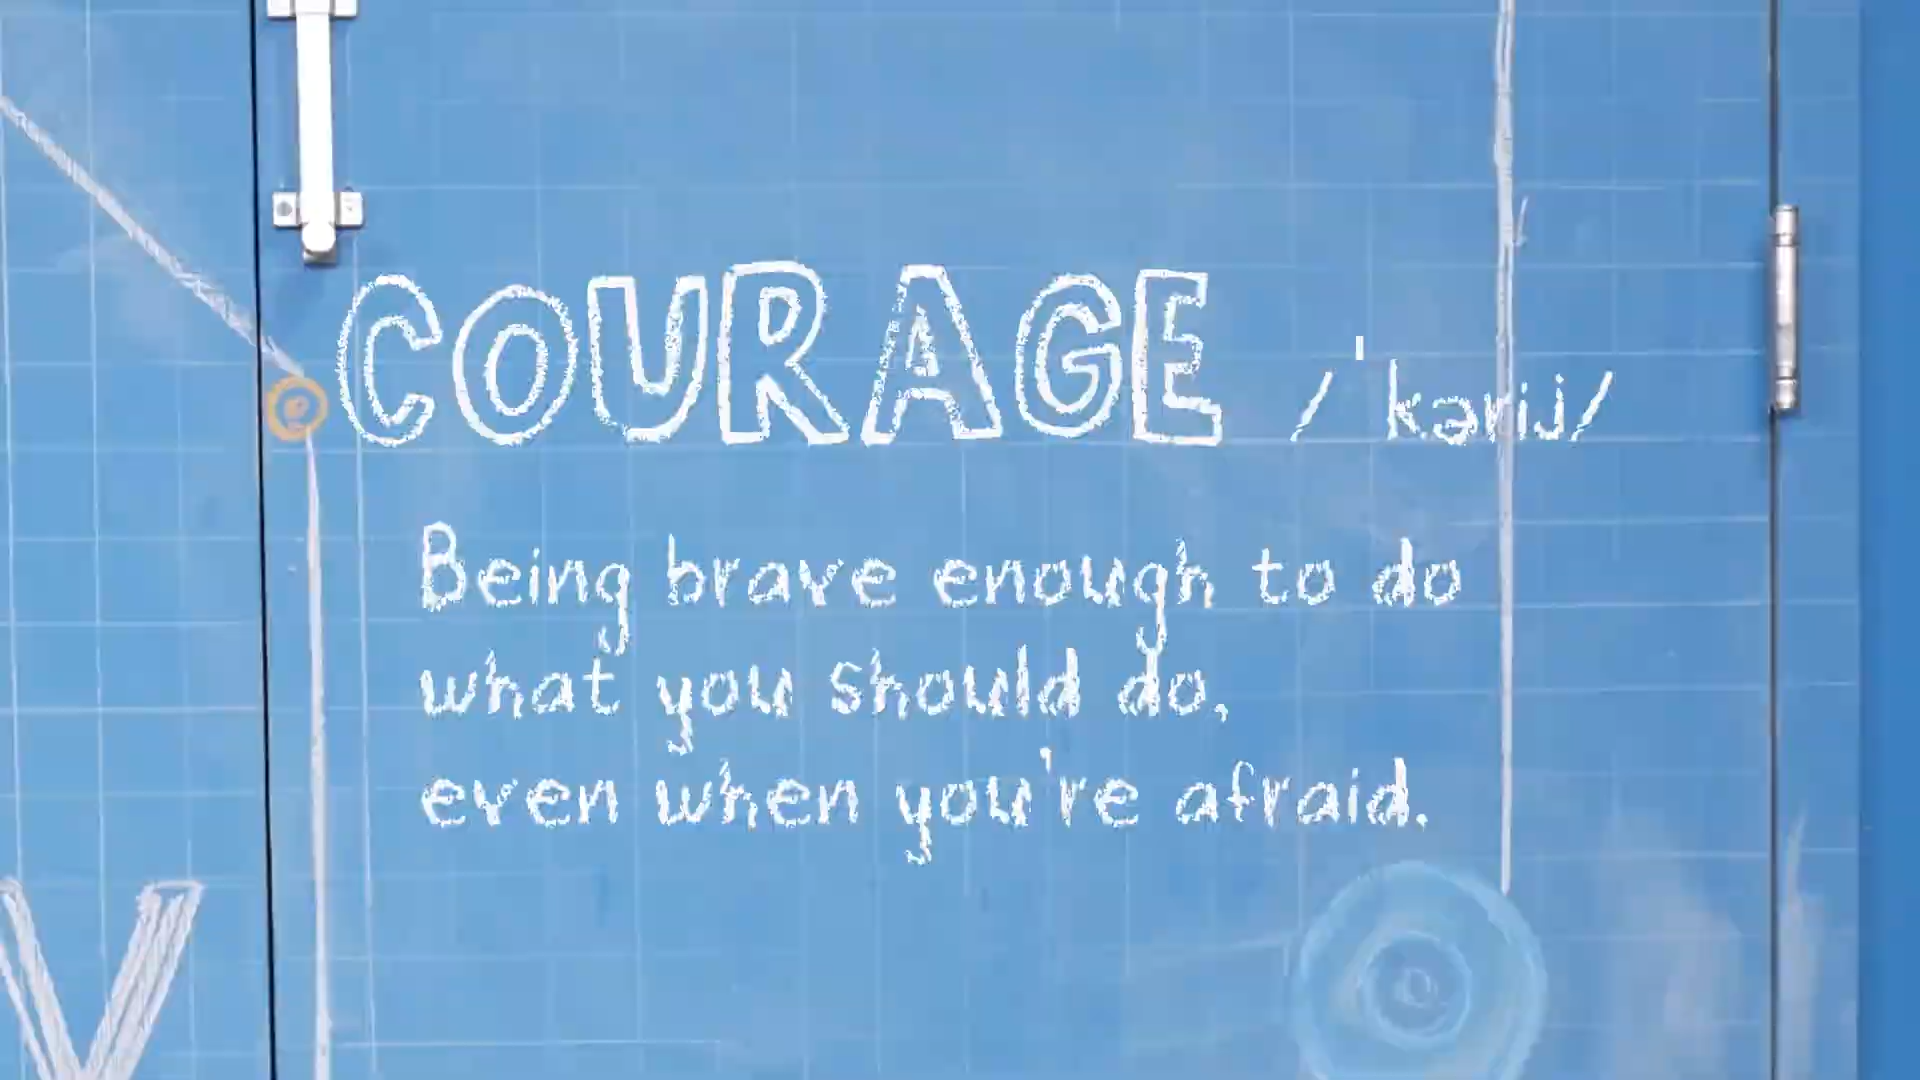 COURAGE /ˈkərij/
Being brave enough to do
what you should do,
even when you're afraid.